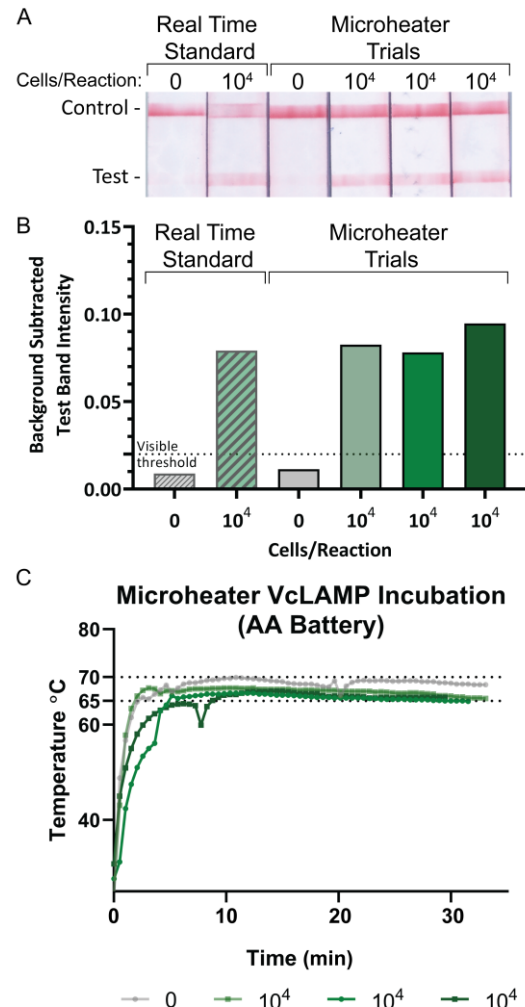 A
Real Time Standard
Microheater Trials
Cells/Reaction: 0 10⁴ 0 10⁴ 10⁴ 10⁴
Control -
Test -
B
Real Time Standard
Microheater Trials
Background Subtracted Test Band Intensity
0.15
0.10
0.05
0.00
Visible threshold
0 10⁴ 0 10⁴ 10⁴ 10⁴
Cells/Reaction
C
Microheater VcLAMP Incubation
(AA Battery)
Temperature °C
80
70
65
60
40
0 10 20 30
Time (min)
0 10⁴ 10⁴ 10⁴